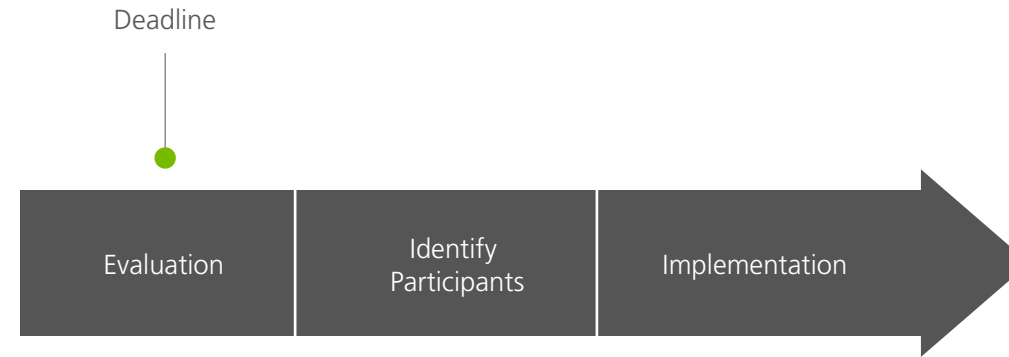 Deadline
Evaluation
Identify
Participants
Implementation